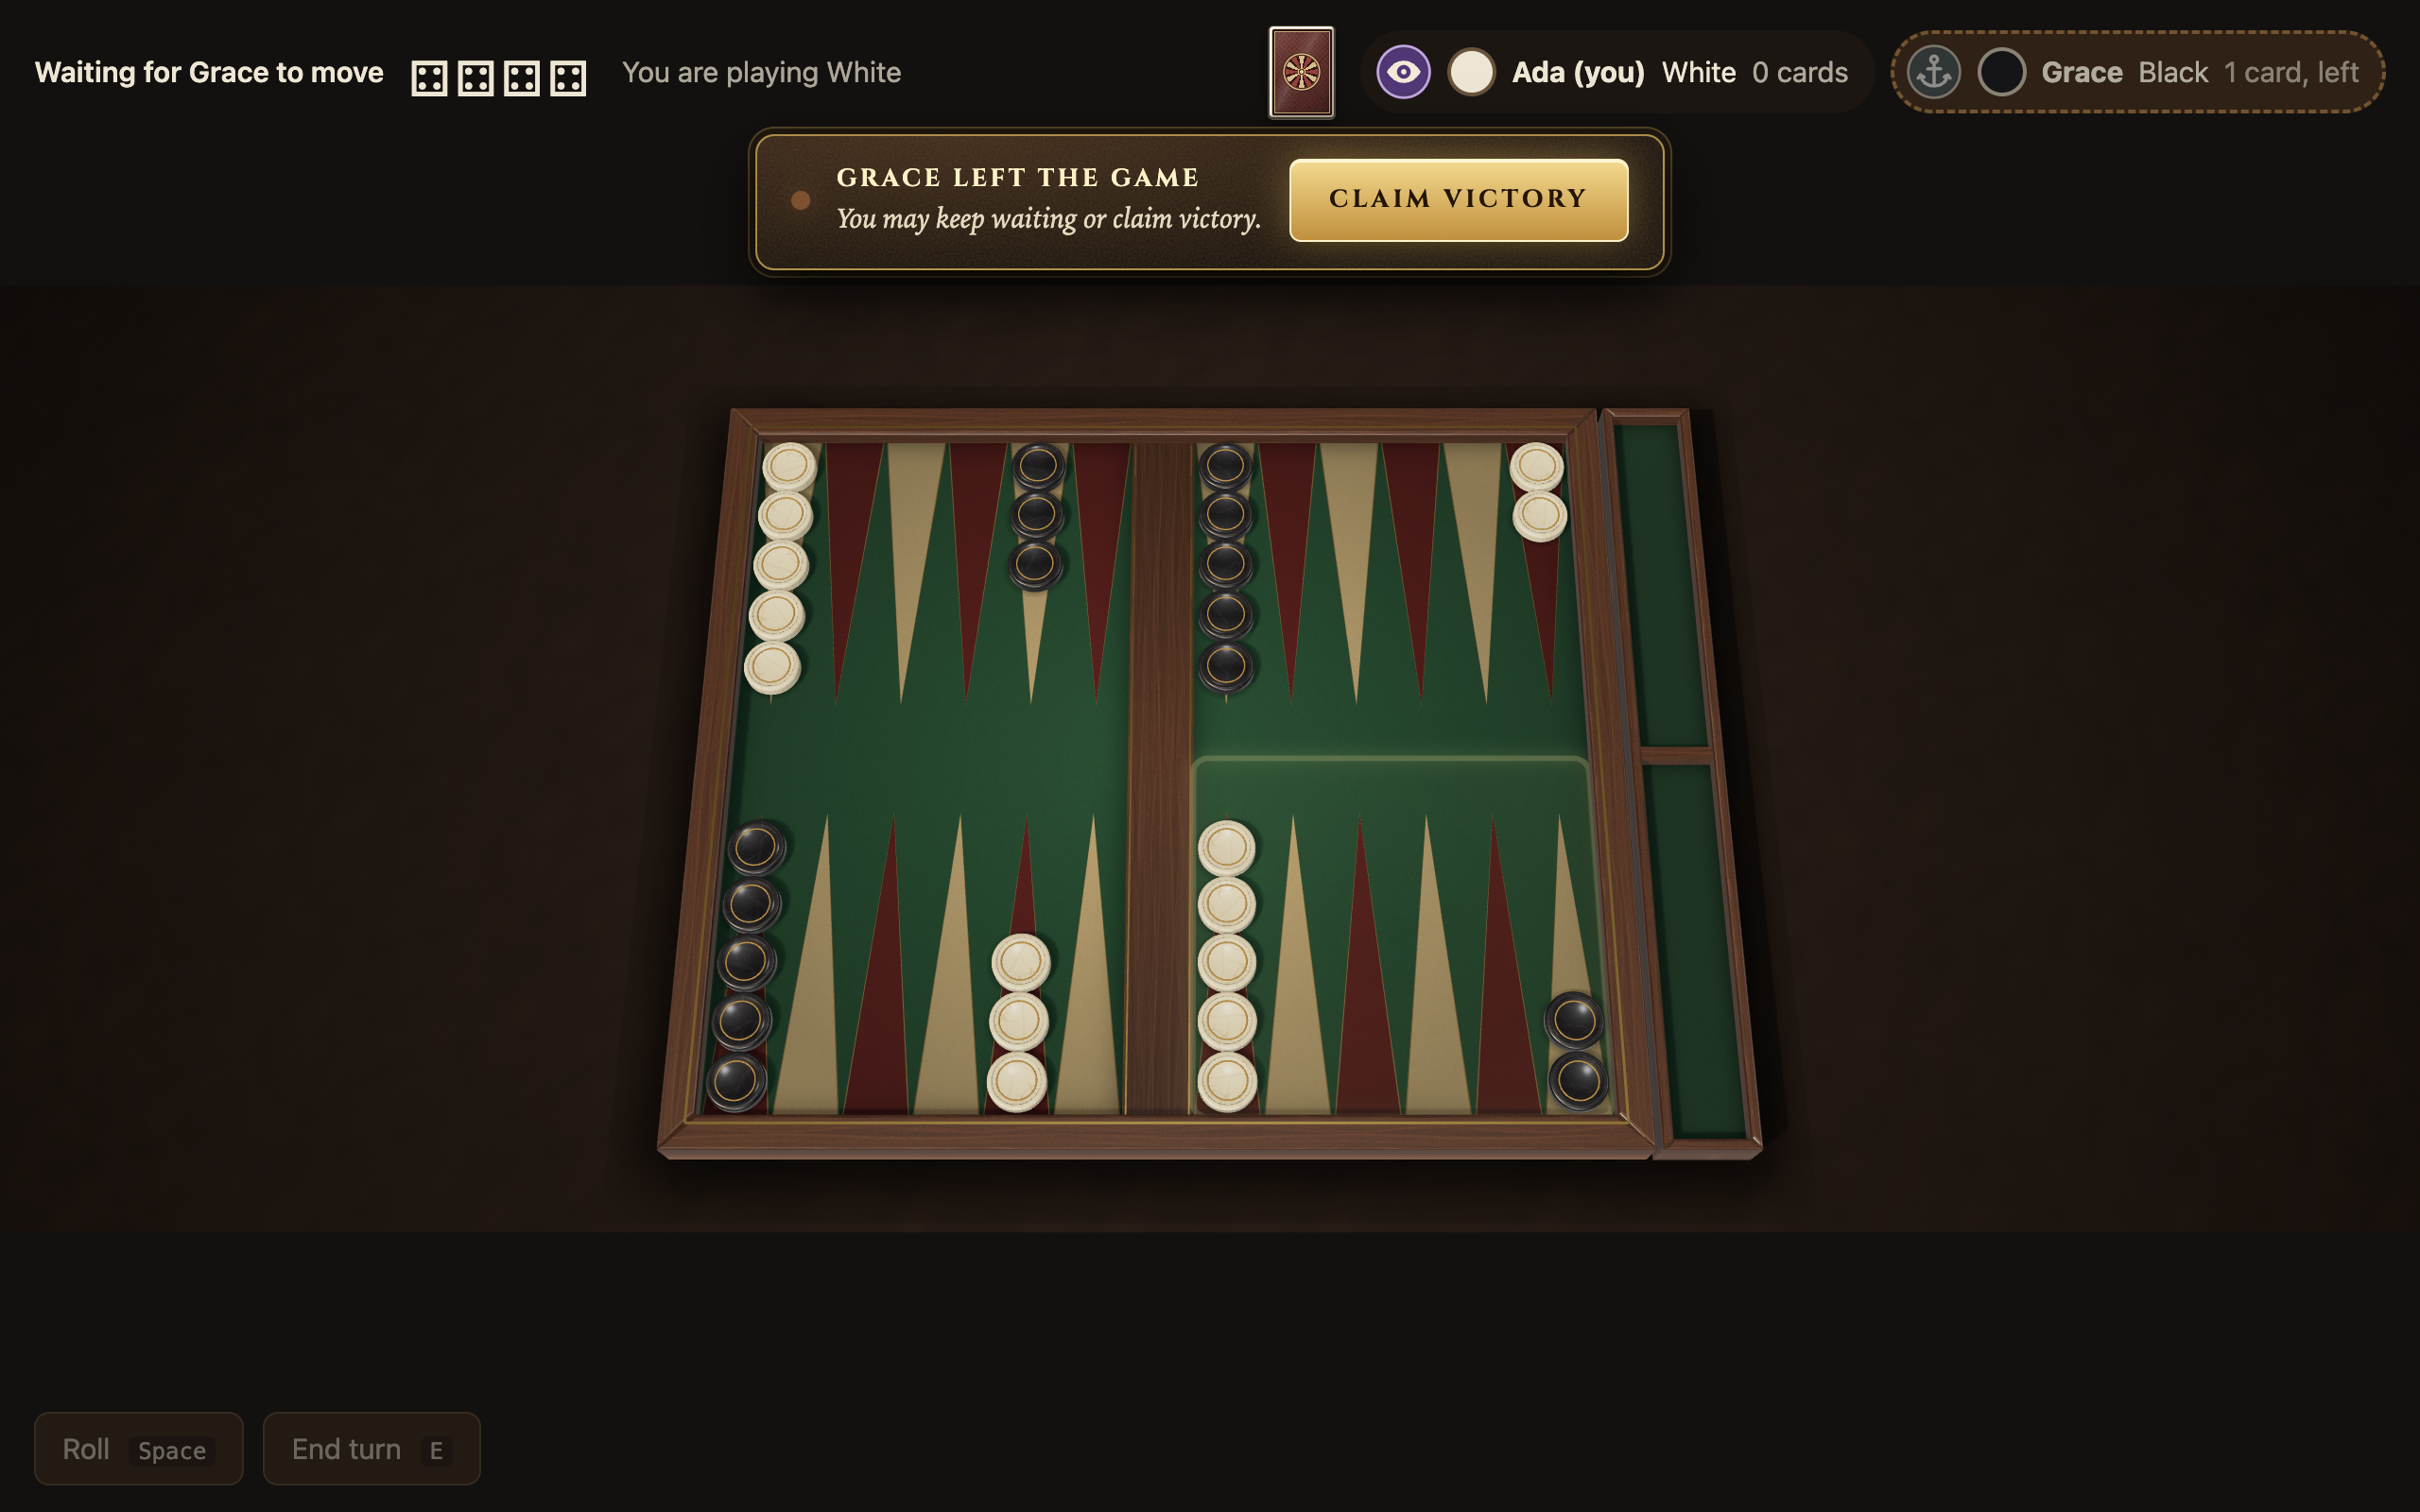 Waiting for Grace to move
You are playing White
Ada (you) White 0 cards
Grace Black 1 card, left
GRACE LEFT THE GAME
You may keep waiting or claim victory.
CLAIM VICTORY
Roll Space
End turn E